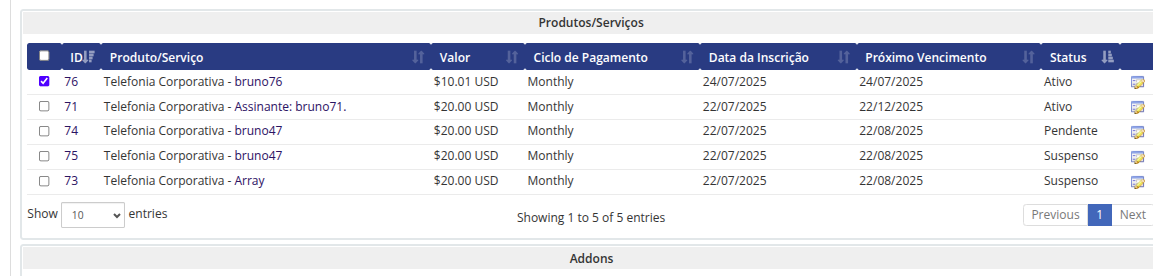 Produtos/Serviços
ID Produto/Serviço Valor Ciclo de Pagamento Data da Inscrição Próximo Vencimento Status
76 Telefonia Corporativa - bruno76 $10.01 USD Monthly 24/07/2025 24/07/2025 Ativo
71 Telefonia Corporativa - Assinante: bruno71. $20.00 USD Monthly 22/07/2025 22/12/2025 Ativo
74 Telefonia Corporativa - bruno47 $20.00 USD Monthly 22/07/2025 22/08/2025 Pendente
75 Telefonia Corporativa - bruno47 $20.00 USD Monthly 22/07/2025 22/08/2025 Suspenso
73 Telefonia Corporativa - Array $20.00 USD Monthly 22/07/2025 22/08/2025 Suspenso
Show 10 entries Showing 1 to 5 of 5 entries Previous 1 Next
Addons